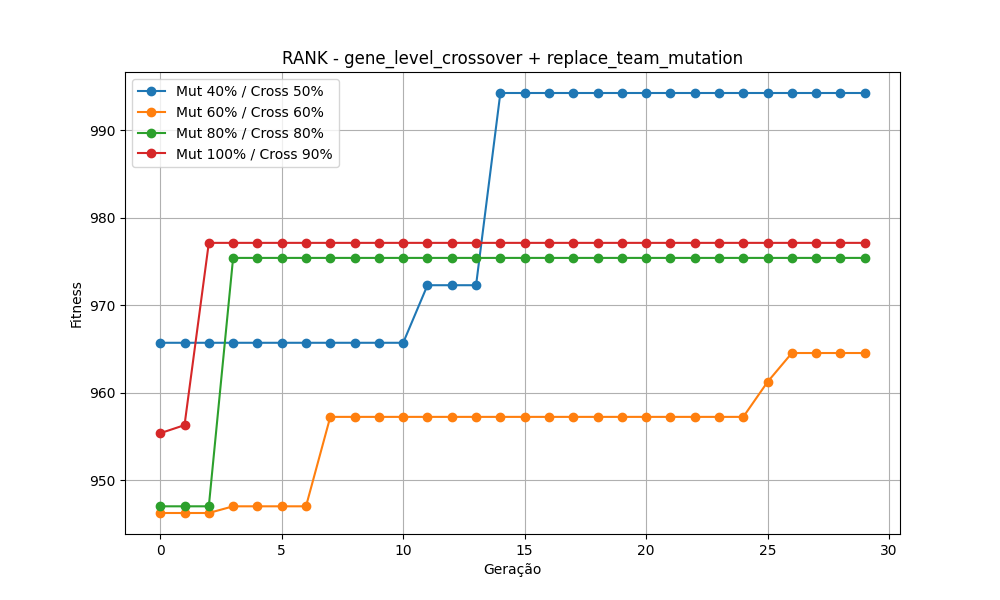 RANK - gene_level_crossover + replace_team_mutation
Mut 40% / Cross 50%
Mut 60% / Cross 60%
Mut 80% / Cross 80%
Mut 100% / Cross 90%
990
980
970
960
950
Fitness
0 5 10 15 20 25 30
Geração